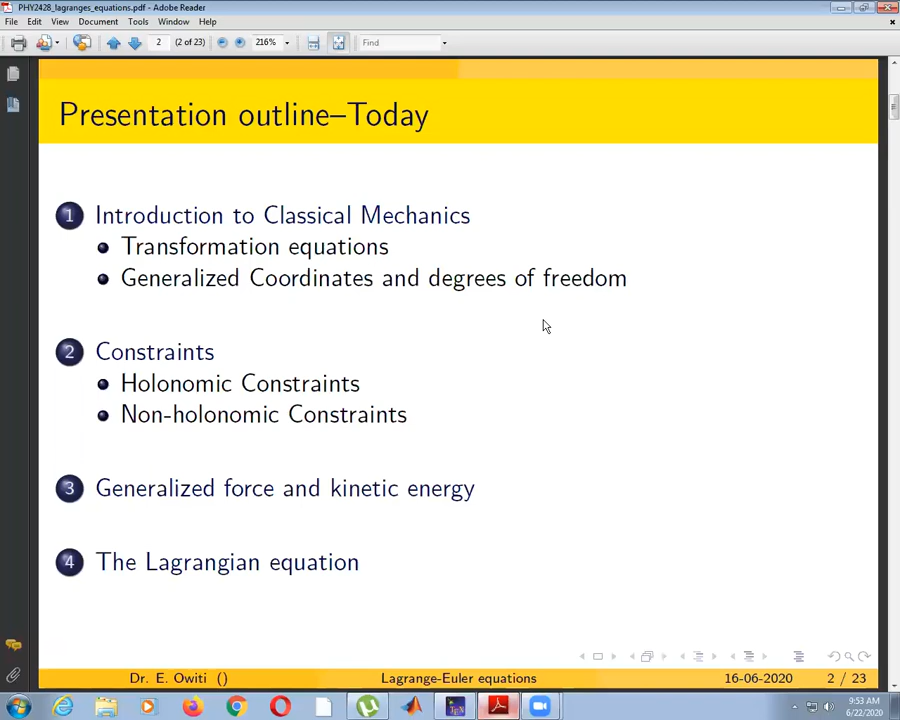 PHY2428_lagranges_equations.pdf - Adobe Reader
File Edit View Document Tools Window Help
2 (2 of 23) 216% Find
Presentation outline–Today
1 Introduction to Classical Mechanics
Transformation equations
Generalized Coordinates and degrees of freedom
2 Constraints
Holonomic Constraints
Non-holonomic Constraints
3 Generalized force and kinetic energy
4 The Lagrangian equation
Dr. E. Owiti () Lagrange-Euler equations 16-06-2020 2 / 23
9:53 AM
6/22/2020